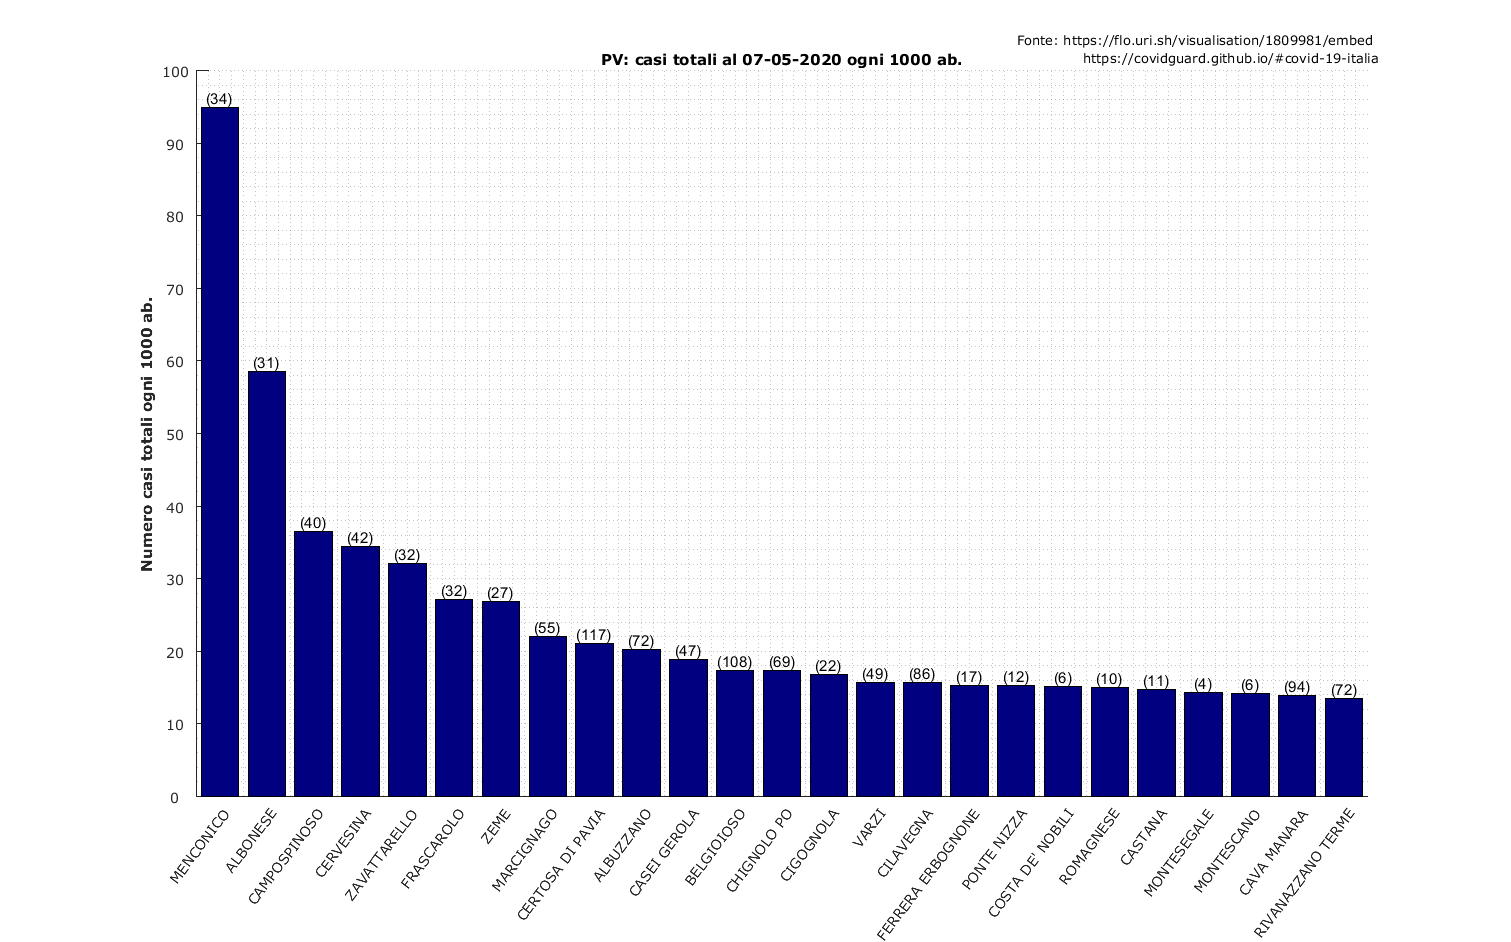 Fonte: https://flo.uri.sh/visualisation/1809981/embed
https://covidguard.github.io/#covid-19-italia
PV: casi totali al 07-05-2020 ogni 1000 ab.
Numero casi totali ogni 1000 ab.
100
90
80
70
60
50
40
30
20
10
0
(34)
(31)
(40)
(42)
(32)
(32)
(27)
(55)
(117)
(72)
(47)
(108)
(69)
(22)
(49)
(86)
(17)
(12)
(6)
(10)
(11)
(4)
(6)
(94)
(72)
MENCONICO
ALBONESE
CAMPOSPINOSO
CERVESINA
ZAVATTARELLO
FRASCAROLO
ZEME
MARCIGNAGO
CERTOSA DI PAVIA
ALBUZZANO
CASEI GEROLA
BELGIOIOSO
CHIGNOLO PO
CIGOGNOLA
VARZI
CILAVEGNA
FERRERA ERBOGNONE
PONTE NIZZA
COSTA DE' NOBILI
ROMAGNESE
CASTANA
MONTESEGALE
MONTESCANO
CAVA MANARA
RIVANAZZANO TERME